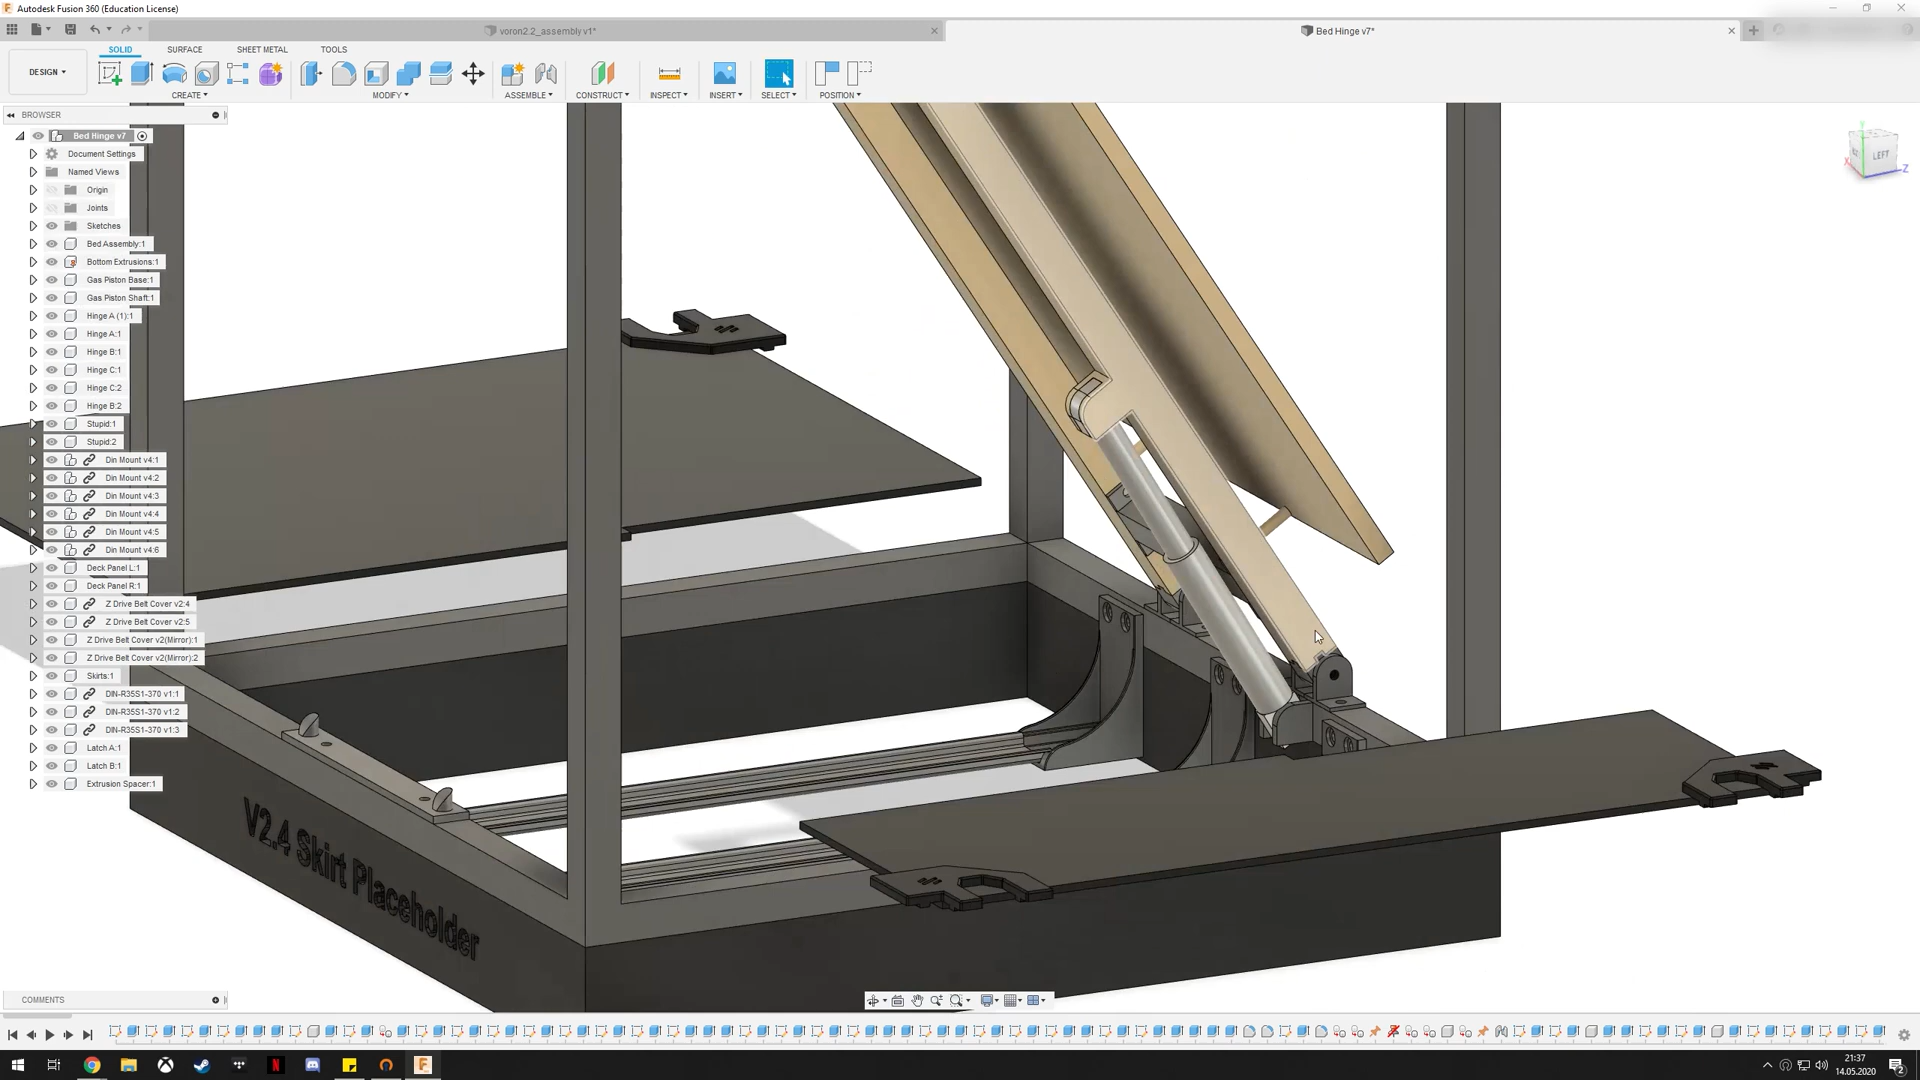 Autodesk Fusion 360 (Education License)
voron2.2_assembly v1*
Bed Hinge v7*
DESIGN
SOLID
SURFACE
SHEET METAL
TOOLS
CREATE
MODIFY
ASSEMBLE
CONSTRUCT
INSPECT
INSERT
SELECT
POSITION
BROWSER
Bed Hinge v7
Document Settings
Named Views
Origin
Joints
Sketches
Bed Assembly:1
Bottom Extrusions:1
Gas Piston Base:1
Gas Piston Shaft:1
Hinge A (1):1
Hinge A:1
Hinge B:1
Hinge C:1
Hinge C:2
Hinge B:2
Stupid:1
Stupid:2
Din Mount v4:1
Din Mount v4:2
Din Mount v4:3
Din Mount v4:4
Din Mount v4:5
Din Mount v4:6
Deck Panel L:1
Deck Panel R:1
Z Drive Belt Cover v2:4
Z Drive Belt Cover v2:5
Z Drive Belt Cover v2(Mirror):1
Z Drive Belt Cover v2(Mirror):2
Skirts:1
DIN-R35S1-370 v1:1
DIN-R35S1-370 v1:2
DIN-R35S1-370 v1:3
Latch A:1
Latch B:1
Extrusion Spacer:1
V2.4 Skirt Placeholder
LEFT
X
Y
Z
COMMENTS
21:37
14.05.2020
2